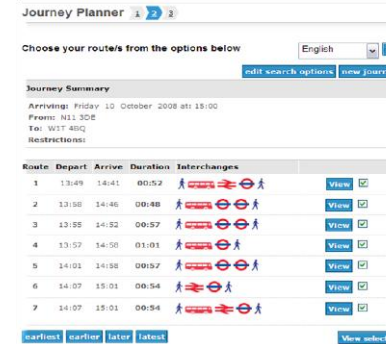 Journey Planner 1 2 3
Choose your route/s from the options below
English
edit search options new journ
Journey Summary
Arriving: Friday 10 October 2008 at: 15:00
From: N11 3DE
To: W1T 4BQ
Restrictions:
Route Depart Arrive Duration Interchanges
1 13:49 14:41 00:52 View
2 13:58 14:46 00:48 View
3 13:55 14:52 00:57 View
4 13:57 14:58 01:01 View
5 14:01 14:58 00:57 View
6 14:07 15:01 00:54 View
7 14:07 15:01 00:54 View
earliest earlier later latest View select